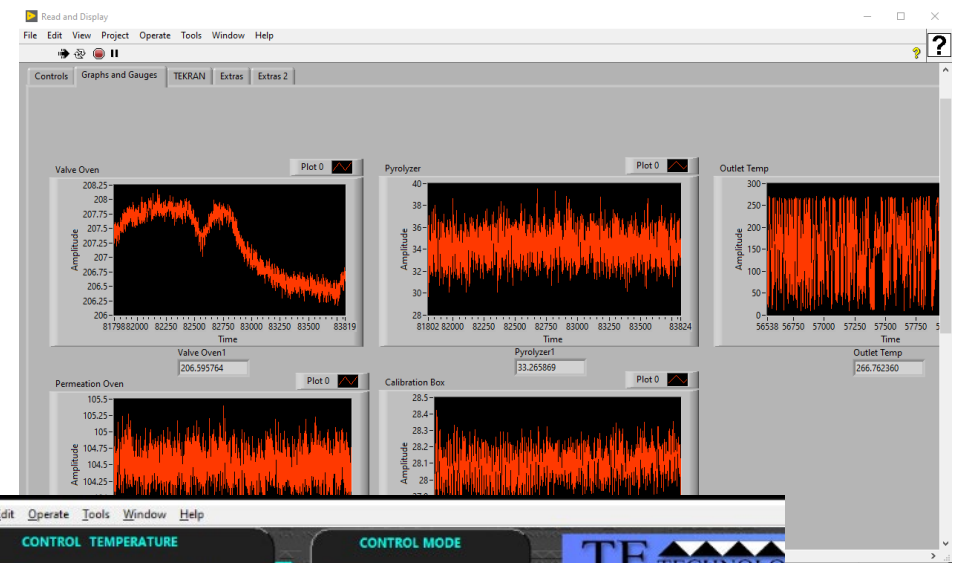 Read and Display
File Edit View Project Operate Tools Window Help
?
?
Controls Graphs and Gauges TEKRAN Extras Extras 2
Valve Oven Plot 0
208.25
208
207.75
207.5
207.25
207
206.75
206.5
206.25
206
Amplitude
81798 82000 82250 82500 82750 83000 83250 83500 83819
Time
Valve Oven1
206.595764
Pyrolyzer Plot 0
40
38
36
34
32
30
28
Amplitude
81802 82000 82250 82500 82750 83000 83250 83500 83824
Time
Pyrolyzer1
33.265869
Outlet Temp
300
250
200
150
100
50
0
Amplitude
56538 56750 57000 57250 57500 57750
Time
Outlet Temp
266.762360
Permeation Oven Plot 0
105.5
105.25
105
104.75
104.5
104.25
Amplitude
Calibration Box Plot 0
28.5
28.4
28.3
28.2
28.1
28
Amplitude
dit Operate Tools Window Help
CONTROL TEMPERATURE
CONTROL MODE
TE